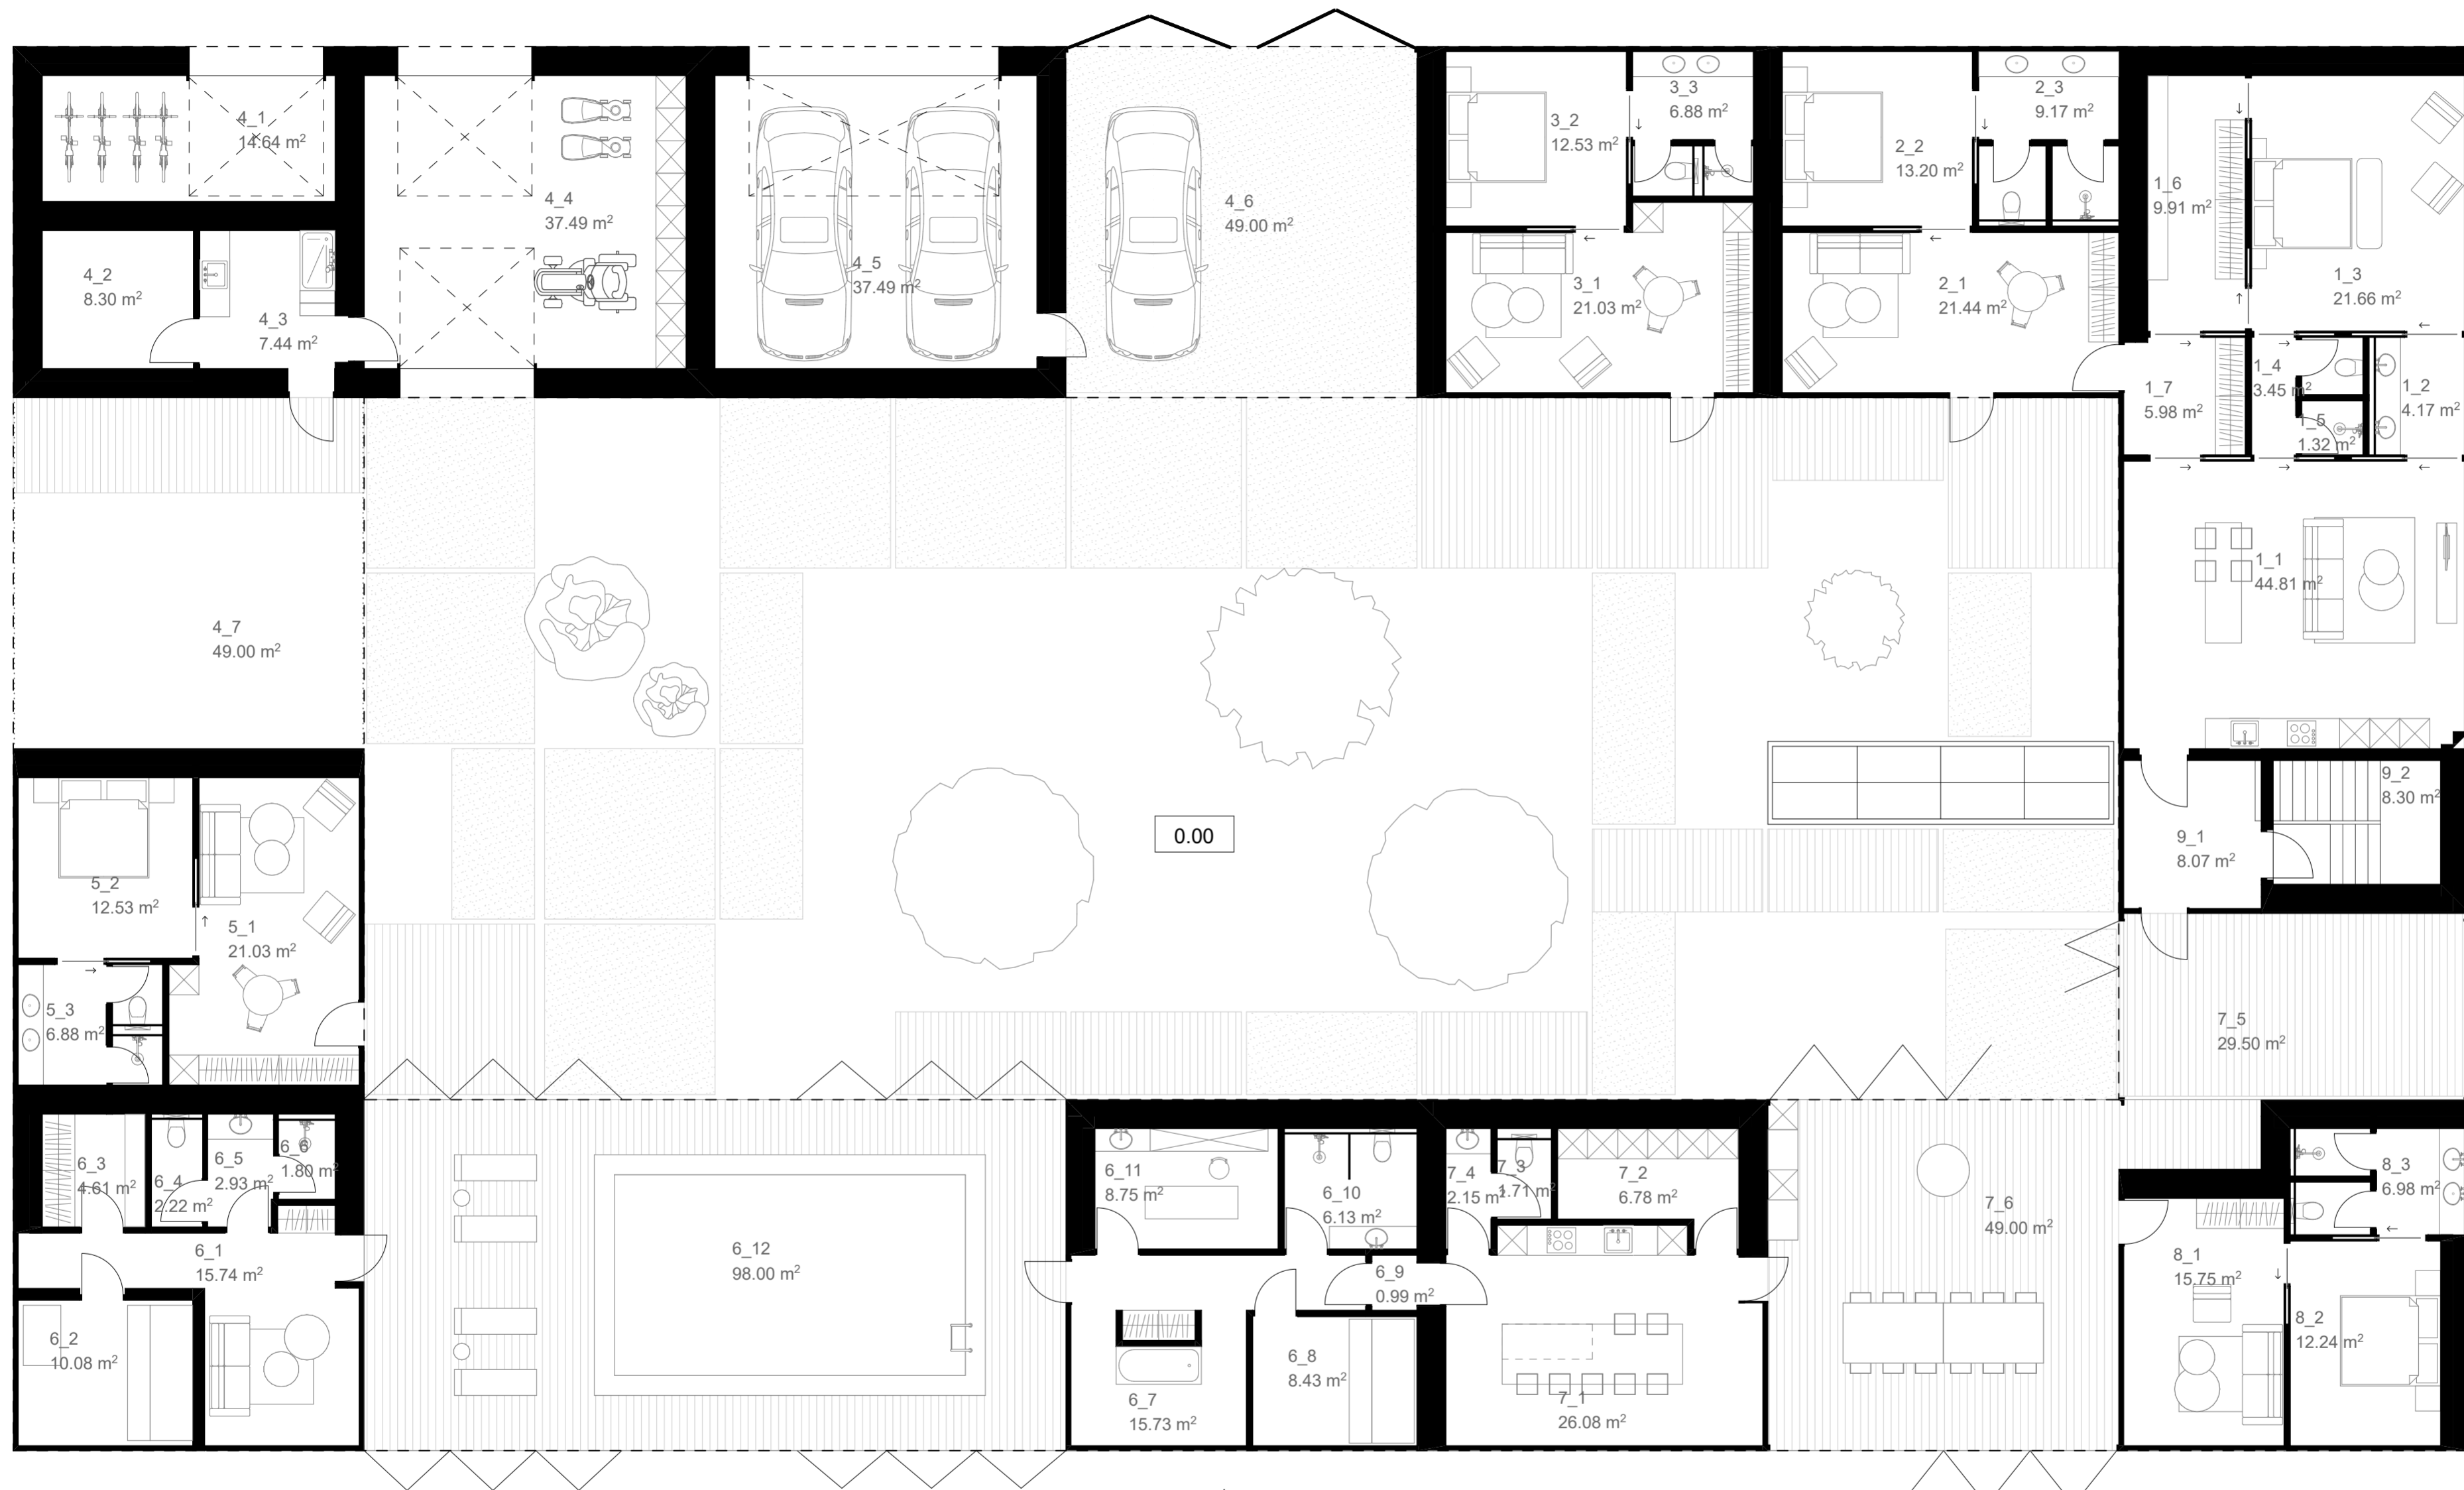 4_1
14.64 m²
4_2
8.30 m²
4_3
7.44 m²
4_4
37.49 m²
4_5
37.49 m²
4_6
49.00 m²
3_2
12.53 m²
3_3
6.88 m²
3_1
21.03 m²
2_2
13.20 m²
2_3
9.17 m²
2_1
21.44 m²
1_6
9.91 m²
1_3
21.66 m²
1_7
5.98 m²
1_4
3.45 m²
1_5
1.32 m²
1_2
4.17 m²
1_1
44.81 m²
4_7
49.00 m²
0.00
9_2
8.30 m²
9_1
8.07 m²
5_2
12.53 m²
5_1
21.03 m²
5_3
6.88 m²
7_5
29.50 m²
6_3
4.61 m²
6_4
2.22 m²
6_5
2.93 m²
6_6
1.80 m²
6_1
15.74 m²
6_2
10.08 m²
6_12
98.00 m²
6_11
8.75 m²
6_10
6.13 m²
6_9
0.99 m²
6_8
8.43 m²
6_7
15.73 m²
7_4
2.15 m²
7_3
1.71 m²
7_2
6.78 m²
7_1
26.08 m²
7_6
49.00 m²
8_3
6.98 m²
8_1
15.75 m²
8_2
12.24 m²